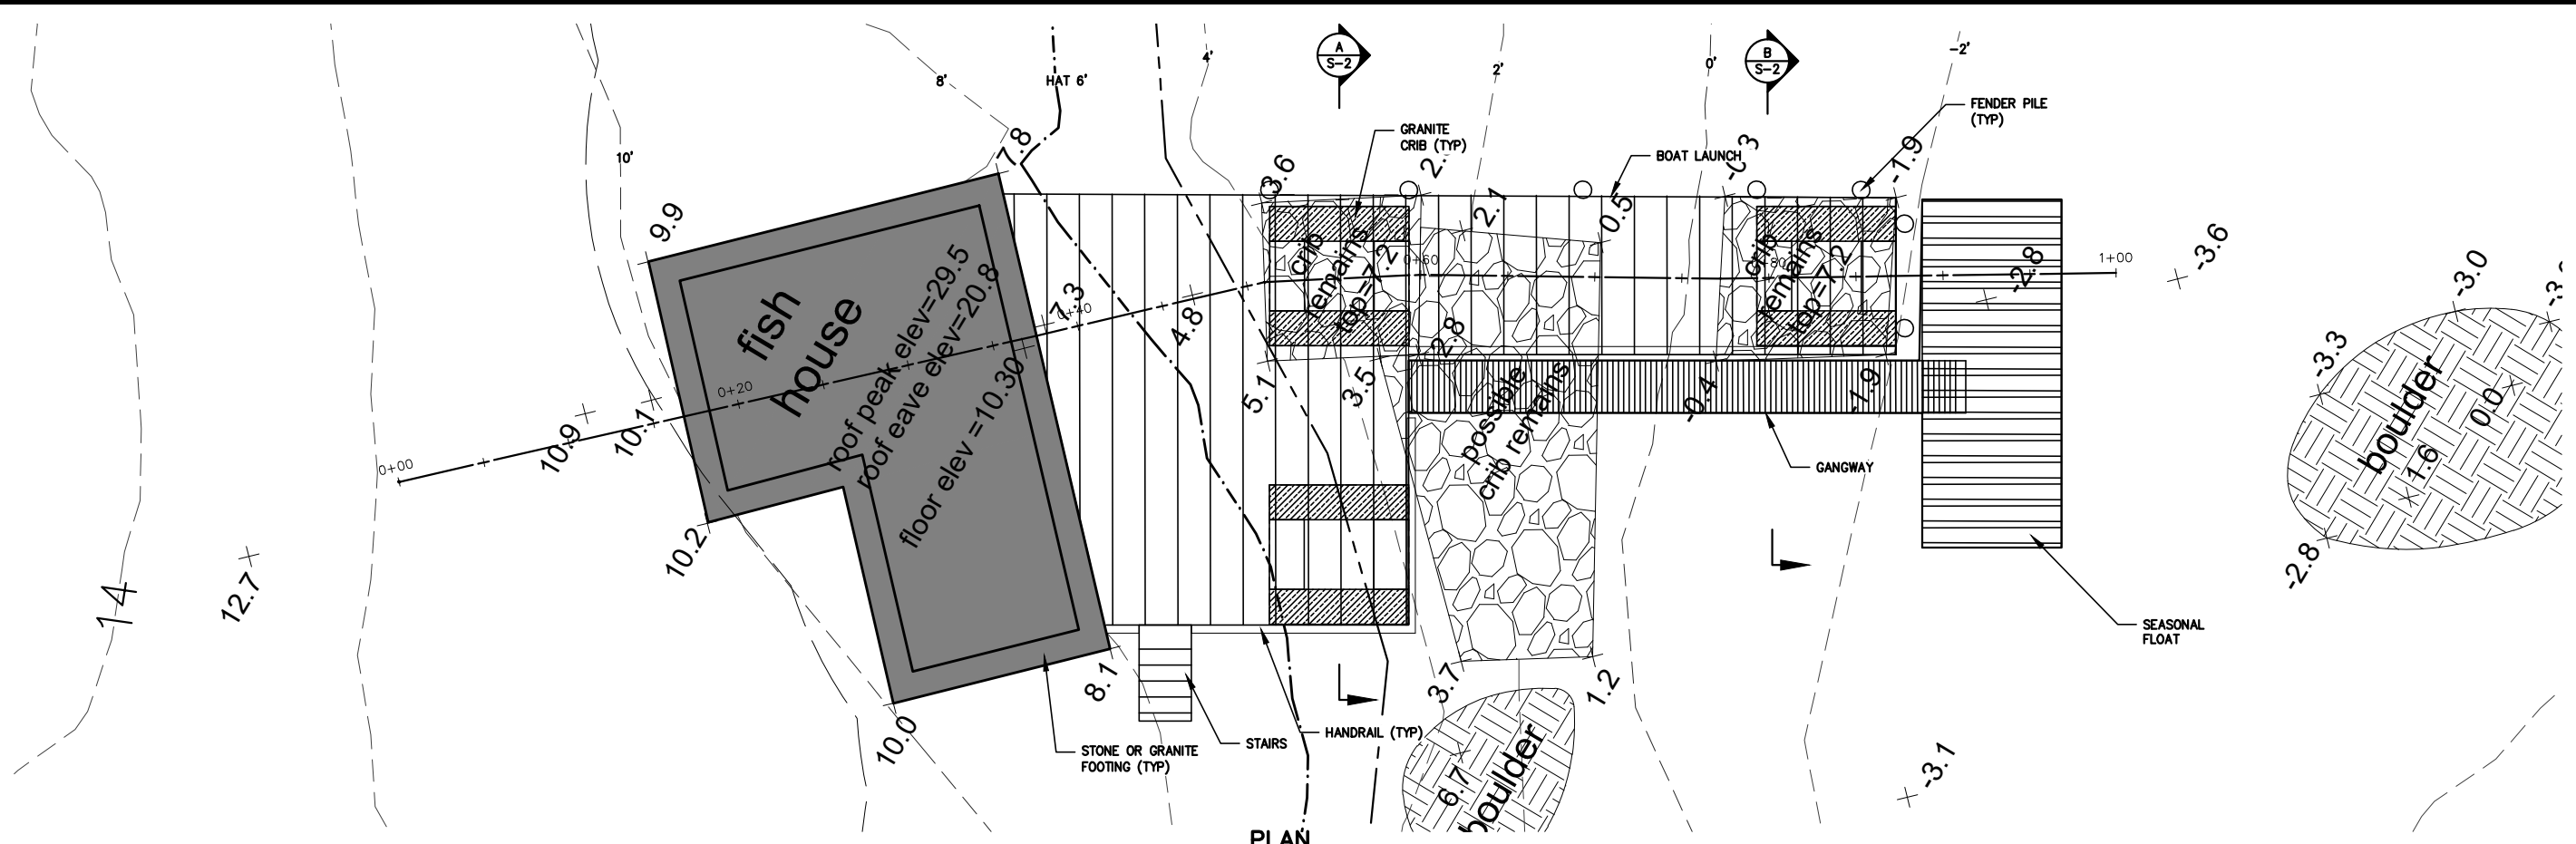 A
S-2
B
S-2
-2'
4'
2'
0'
8'
HAT 6'
10'
FENDER PILE
(TYP)
GRANITE
CRIB (TYP)
BOAT LAUNCH
7.8
3.6
2.1
0.5
-1.9
9.9
crib
remains
top=7.2
crib
remains
top=7.2
0+60
0+80
1+00
-2.8
-3.6
-3.0
fish
house
roof peak elev=29.5
roof eave elev=20.8
floor elev =10.30
7.3
0+40
4.8
2.8
-3.3
0+20
5.1
3.5
possible
crib remains
-0.4
-1.9
boulder
0.0
1.6
0+00
10.9
10.1
GANGWAY
10.2
-2.8
14
12.7
SEASONAL
FLOAT
8.1
3.7
1.2
10.0
STONE OR GRANITE
FOOTING (TYP)
STAIRS
HANDRAIL (TYP)
6.7
boulder
-3.1
PLAN